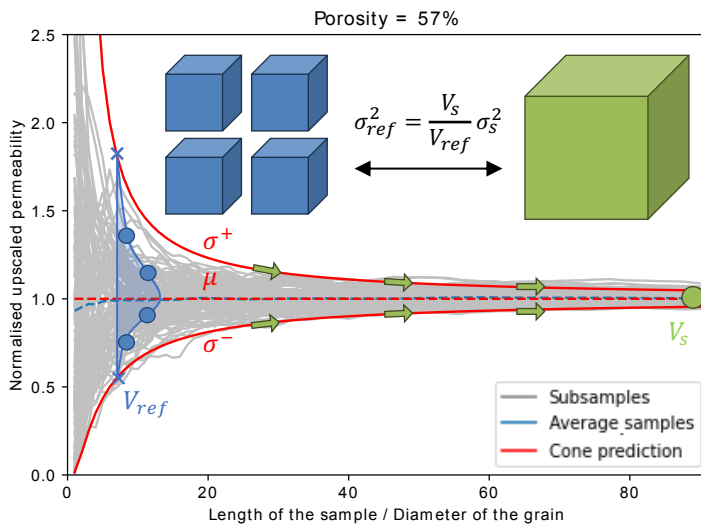 Porosity = 57%
2.5
2.0
1.5
1.0
0.5
0.0
Normalised upscaled permeability
σ²ref = Vs/Vref σ²s
σ⁺
μ
σ⁻
Vref
Vs
Subsamples
Average samples
Cone prediction
0 20 40 60 80
Length of the sample / Diameter of the grain